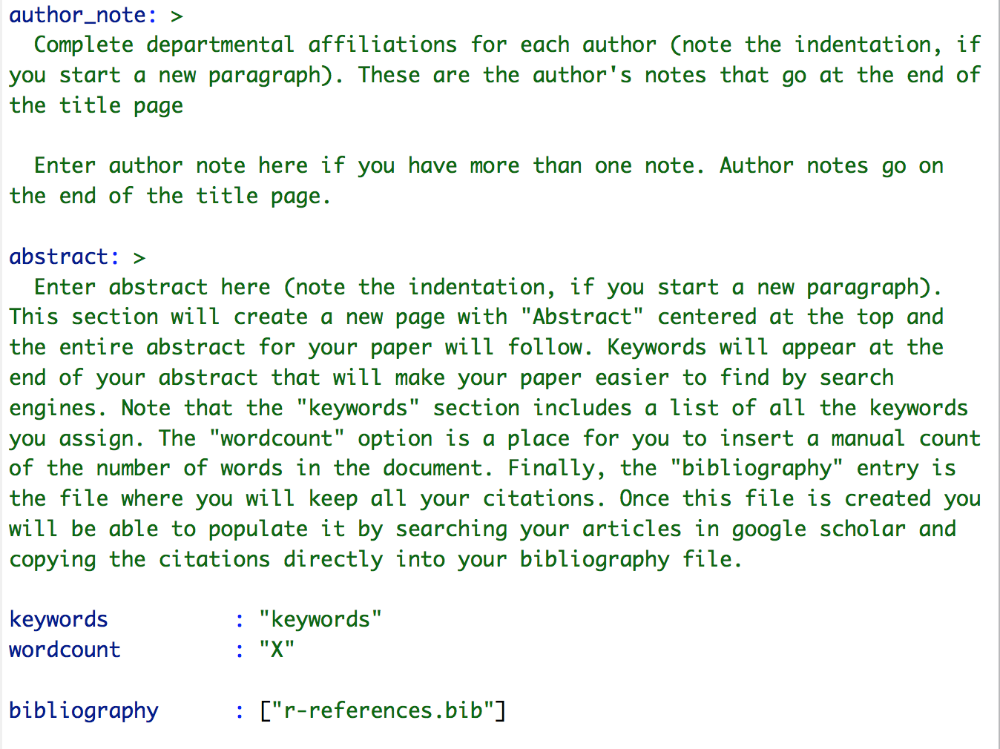 author_note: >
  Complete departmental affiliations for each author (note the indentation, if
you start a new paragraph). These are the author's notes that go at the end of
the title page

  Enter author note here if you have more than one note. Author notes go on
the end of the title page.

abstract: >
  Enter abstract here (note the indentation, if you start a new paragraph).
This section will create a new page with "Abstract" centered at the top and
the entire abstract for your paper will follow. Keywords will appear at the
end of your abstract that will make your paper easier to find by search
engines. Note that the "keywords" section includes a list of all the keywords
you assign. The "wordcount" option is a place for you to insert a manual count
of the number of words in the document. Finally, the "bibliography" entry is
the file where you will keep all your citations. Once this file is created you
will be able to populate it by searching your articles in google scholar and
copying the citations directly into your bibliography file.

keywords          : "keywords"
wordcount         : "X"

bibliography      : ["r-references.bib"]